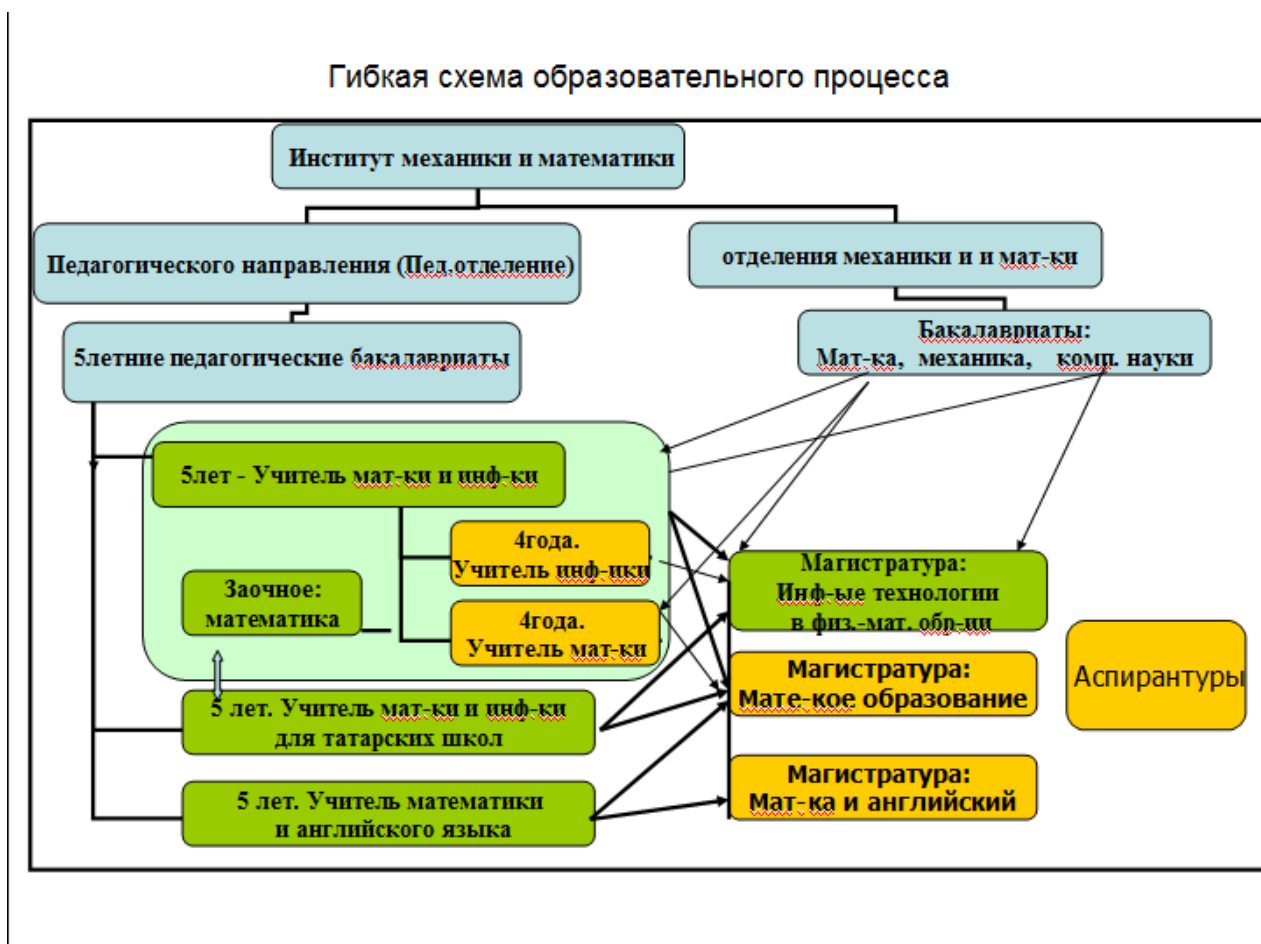 Гибкая схема образовательного процесса
Институт механики и математики
Педагогического направления (Пед.отделение)
отделения механики и и мат-ки
5летние педагогические бакалавриаты
Бакалавриаты:
Мат-ка, механика, комп. науки
5лет - Учитель мат-ки и инф-ки
4года.
Учитель инф-ики
Заочное:
математика
4года.
Учитель мат-ки
5 лет. Учитель мат-ки и инф-ки
для татарских школ
5 лет. Учитель математики
и английского языка
Магистратура:
Инф-ые технологии
в физ.-мат. обр-ии
Магистратура:
Мате-кое образование
Магистратура:
Мат-ка и английский
Аспирантуры